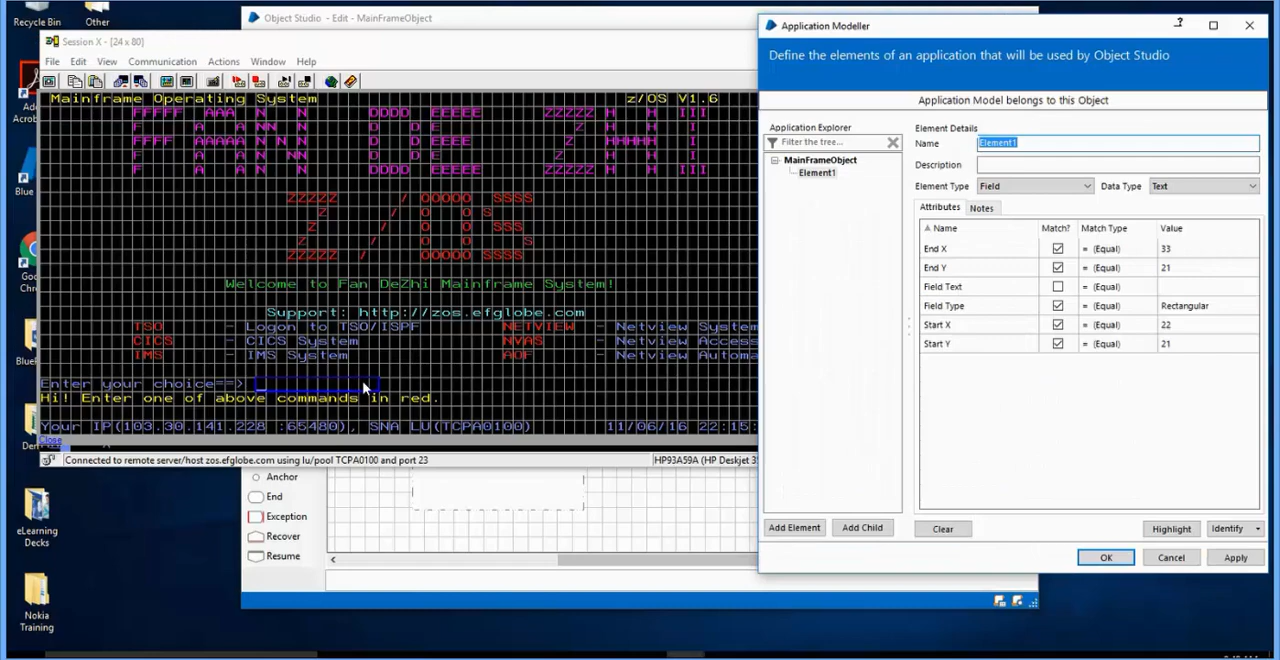 Recycle Bin
Other
Object Studio - Edit - MainFrameObject
Session X - [24 x 80]
File Edit View Communication Actions Window Help
Mainframe Operating System z/OS V1.6
Welcome to Fan DeZhi Mainframe System!
Support: http://zos.efglobe.com
TSO - Logon to TSO/ISPF NETVIEW - Netview System
CICS - CICS System NVAS - Netview Access
IMS - IMS System AOF - Netview Automa
Enter your choice==>
Hi! Enter one of above commands in red.
Your IP(103.30.141.228 :65480), SNA LU(TCPA0100) 11/06/16 22:15:
Close
Connected to remote server/host zos.efglobe.com using lu/pool TCPA0100 and port 23
Anchor
End
Exception
Recover
Resume
eLearning Decks
Nokia Training
Application Modeller
Define the elements of an application that will be used by Object Studio
Application Model belongs to this Object
Application Explorer
Filter the tree...
MainFrameObject
Element1
Element Details
Name Element1
Description
Element Type Field Data Type Text
Attributes Notes
Name Match? Match Type Value
End X = (Equal) 33
End Y = (Equal) 21
Field Text = (Equal)
Field Type = (Equal) Rectangular
Start X = (Equal) 22
Start Y = (Equal) 21
Add Element Add Child Clear Highlight Identify
OK Cancel Apply